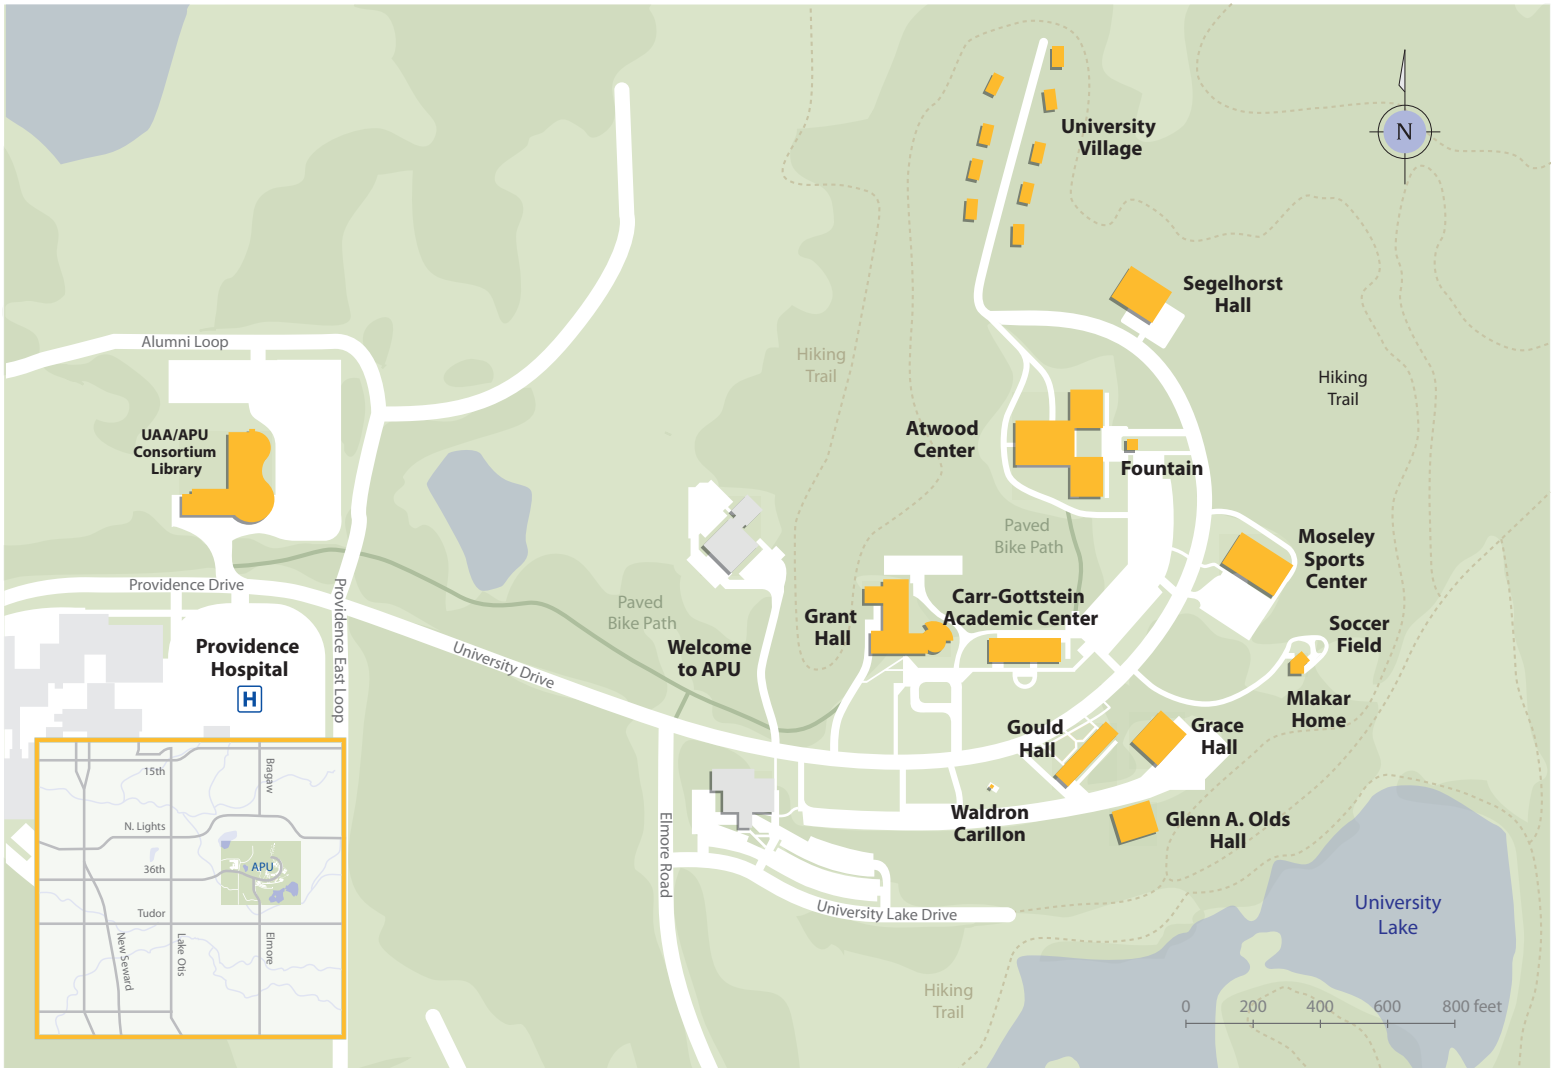 University
Village
N
Segelhorst
Hall
Alumni Loop
Hiking
Trail
Hiking
Trail
UAA/APU
Consortium
Library
Atwood
Center
Fountain
Paved
Bike Path
Moseley
Sports
Center
Providence Drive
Providence East Loop
Paved
Bike Path
Carr-Gottstein
Academic Center
Grant
Hall
Soccer
Field
Providence
Hospital
H
University Drive
Welcome
to APU
Mlakar
Home
Gould
Hall
Grace
Hall
Waldron
Carillon
Glenn A. Olds
Hall
Elmore Road
University Lake Drive
University
Lake
Hiking
Trail
0 200 400 600 800 feet
15th
Bragaw
N. Lights
36th
APU
Tudor
New Seward
Lake Otis
Elmore